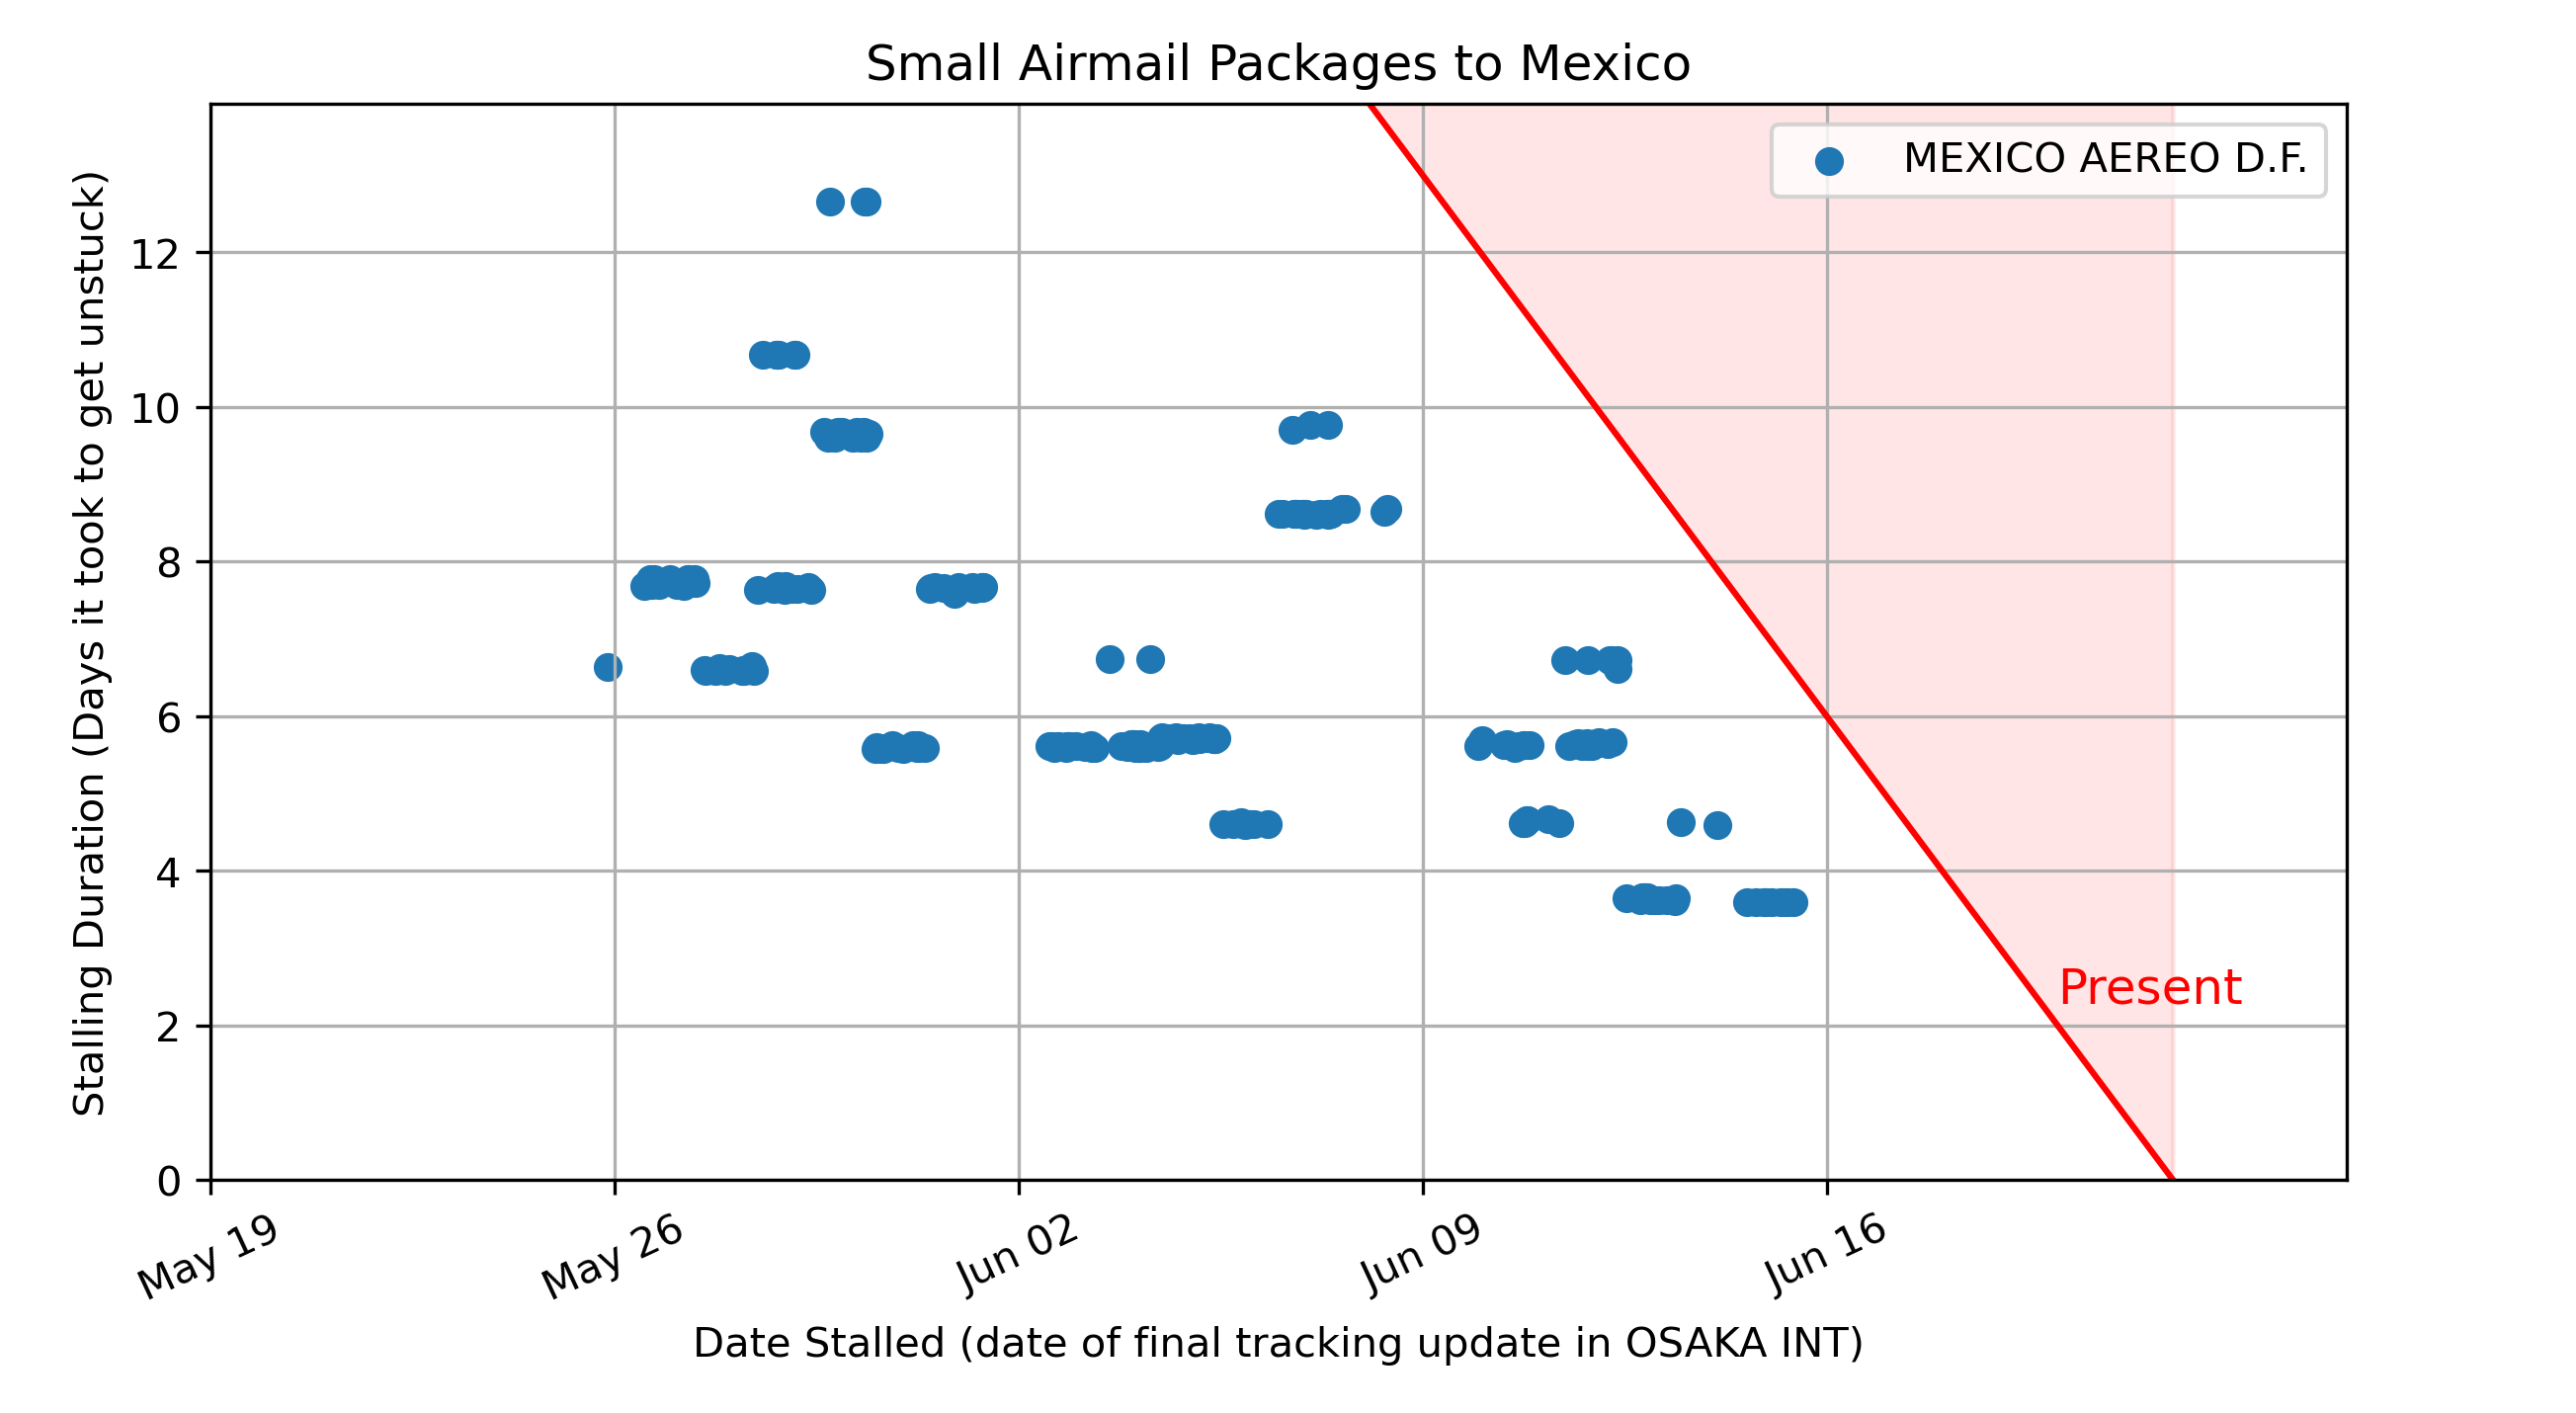 Small Airmail Packages to Mexico
MEXICO AEREO D.F.
Stalling Duration (Days it took to get unstuck)
12
10
8
6
4
2
0
Present
May 19
May 26
Jun 02
Jun 09
Jun 16
Date Stalled (date of final tracking update in OSAKA INT)